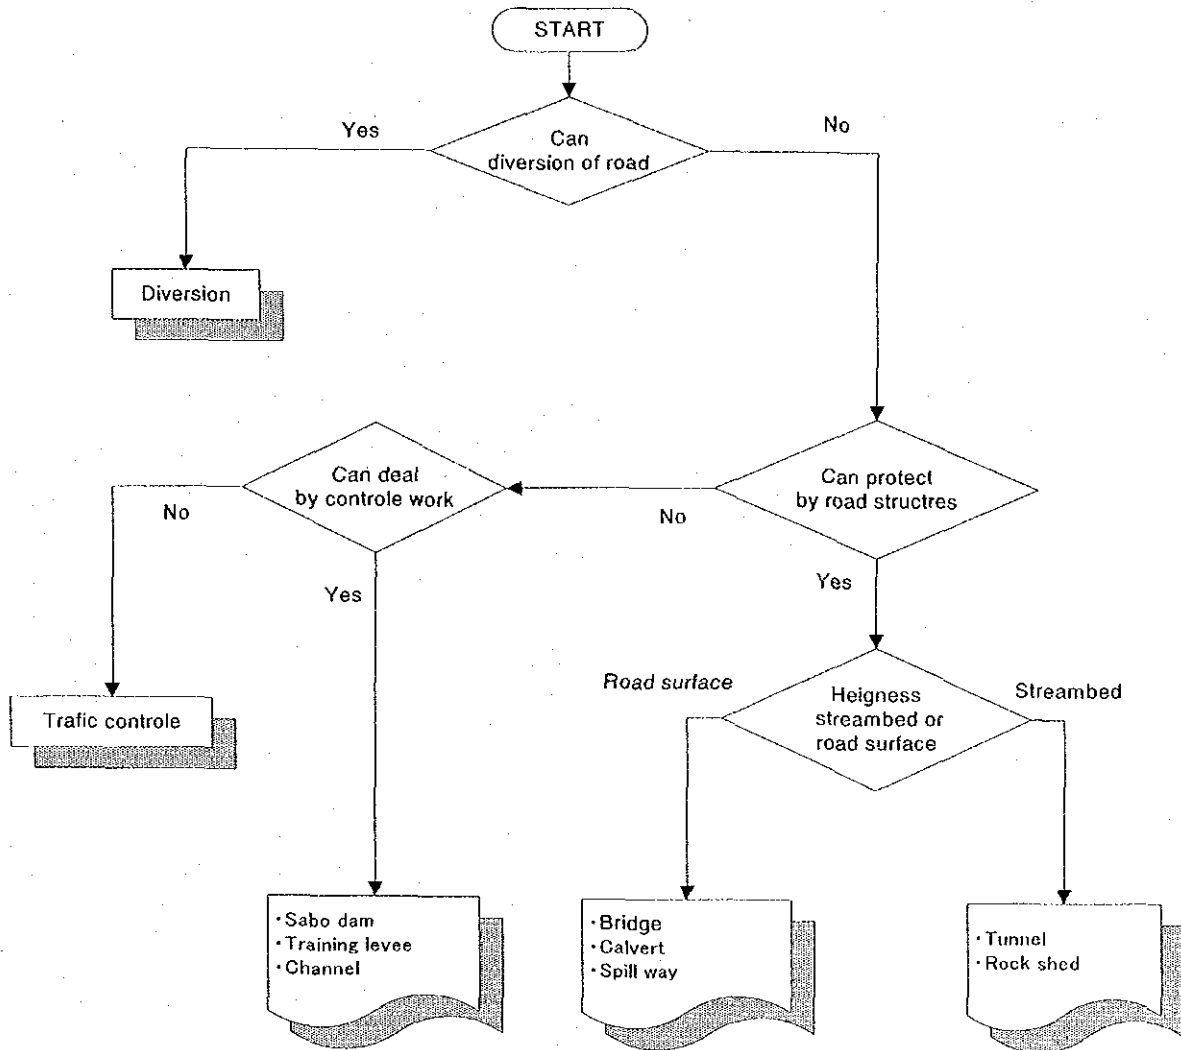 START
Yes
Can
diversion of road
No
Diversion
Can deal
by controle work
No
Yes
Can protect
by road structres
No
Yes
Trafic controle
Road surface
Heigness
streambed or
road surface
Streambed
・Sabo dam
・Training levee
・Channel
・Bridge
・Calvert
・Spill way
・Tunnel
・Rock shed